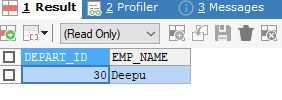 1 Result 2 Profiler 3 Messages
(Read Only)
DEPART_ID EMP_NAME
30 Deepu